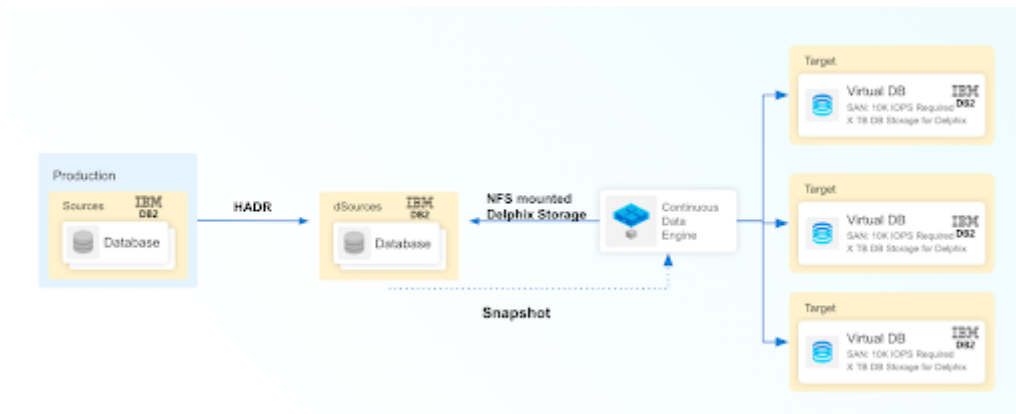 Production
Sources
IBM
DB2
Database
HADR
dSources
IBM
DB2
Database
NFS mounted
Delphix Storage
Snapshot
Continuous
Data
Engine
Target
Virtual DB
IBM
DB2
SAN: 10K IOPS Required
X TB DB Storage for Delphix
Target
Virtual DB
IBM
DB2
SAN: 10K IOPS Required
X TB DB Storage for Delphix
Target
Virtual DB
IBM
DB2
SAN: 10K IOPS Required
X TB DB Storage for Delphix